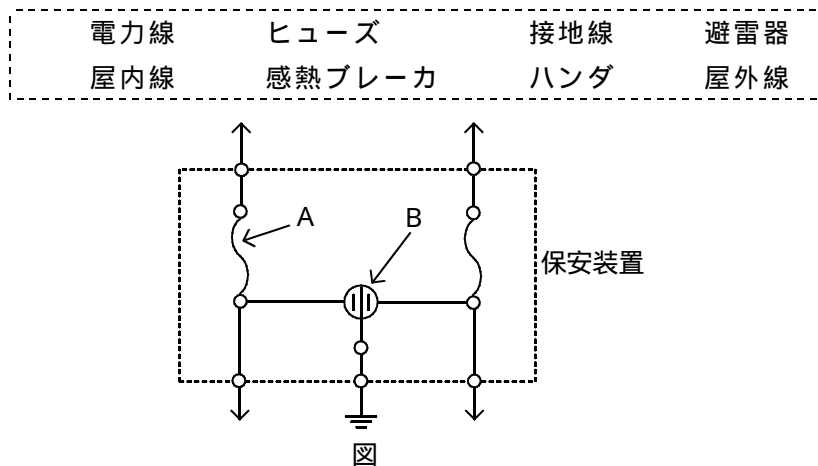 電力線 ヒューズ 接地線 避雷器
屋内線 感熱ブレーカ ハンダ 屋外線
A
B
保安装置
図